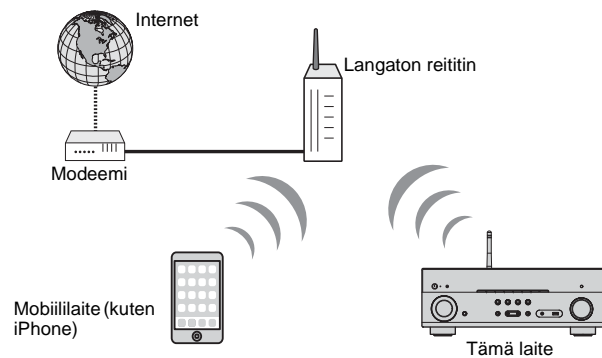 Internet
Langaton reititin
Modeemi
Mobiililaite (kuten
iPhone)
Tämä laite